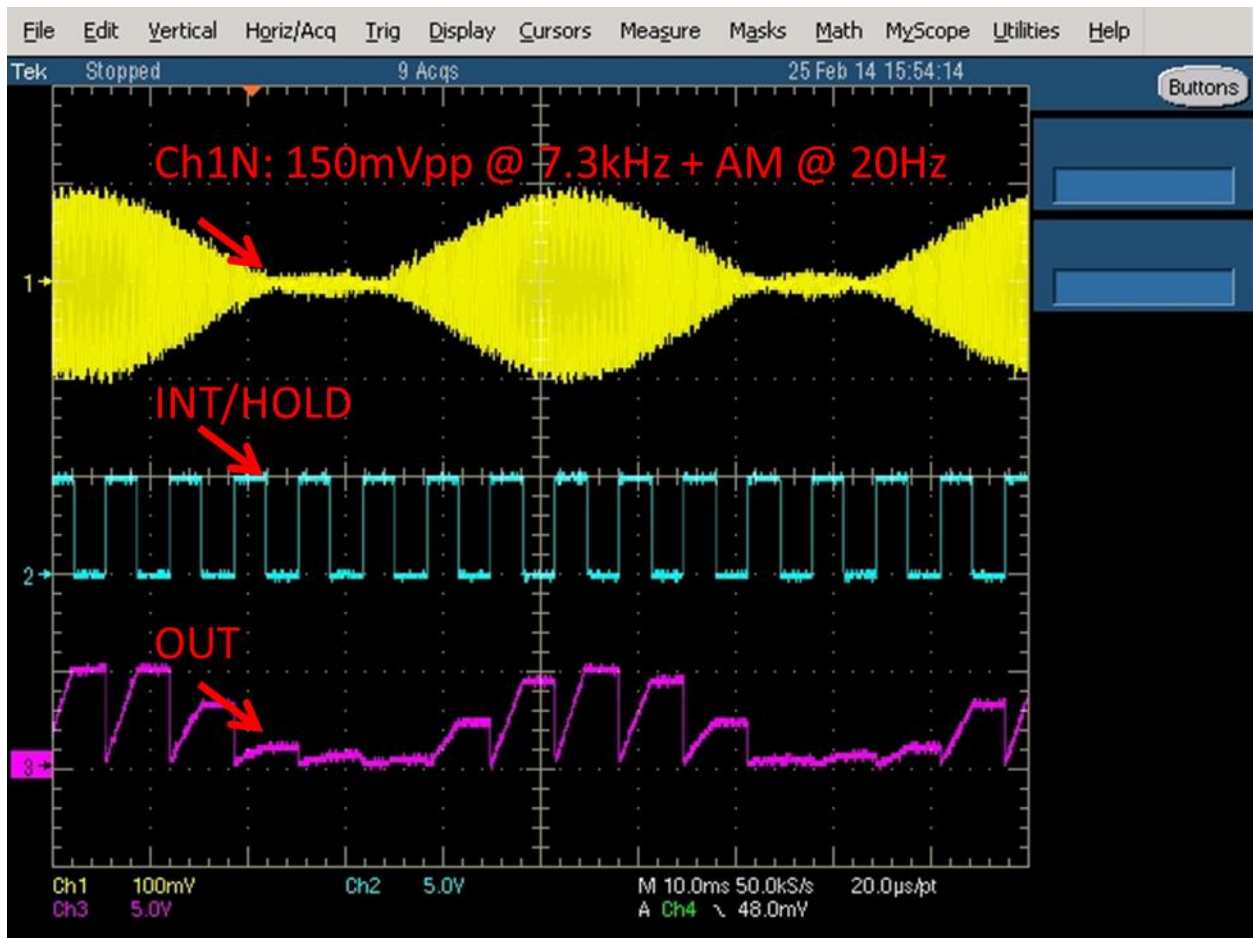 File Edit Vertical Horiz/Acq Trig Display Cursors Measure Masks Math MyScope Utilities Help
Tek Stopped 9 Acqs 25 Feb 14 15:54:14 Buttons
Ch1N: 150mVpp @ 7.3kHz + AM @ 20Hz
1
INT/HOLD
2
OUT
3
Ch1 100mV Ch2 5.0V M 10.0ms 50.0kS/s 20.0µs/pt
Ch3 5.0V A Ch4 48.0mV